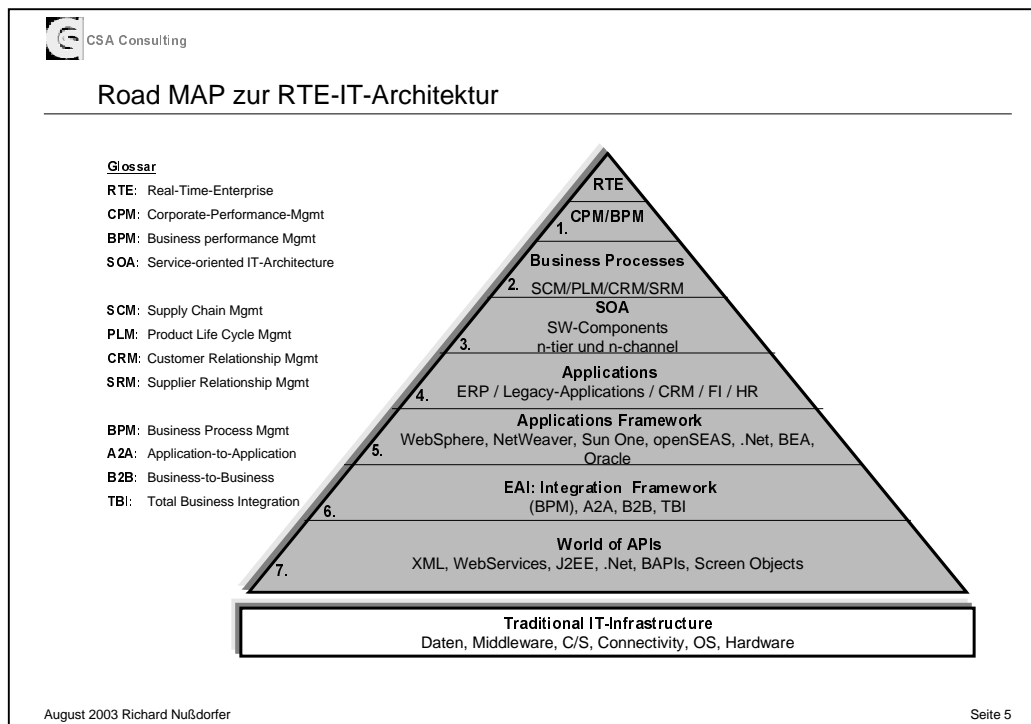 CSA Consulting
Road MAP zur RTE-IT-Architektur
Glossar
RTE: Real-Time-Enterprise
CPM: Corporate-Performance-Mgmt
BPM: Business performance Mgmt
SOA: Service-oriented IT-Architecture
SCM: Supply Chain Mgmt
PLM: Product Life Cycle Mgmt
CRM: Customer Relationship Mgmt
SRM: Supplier Relationship Mgmt
BPM: Business Process Mgmt
A2A: Application-to-Application
B2B: Business-to-Business
TBI: Total Business Integration
RTE
CPM/BPM
1.
Business Processes
2. SCM/PLM/CRM/SRM
SOA
SW-Components
3. n-tier und n-channel
Applications
4. ERP / Legacy-Applications / CRM / FI / HR
Applications Framework
WebSphere, NetWeaver, Sun One, openSEAS, .Net, BEA,
5. Oracle
EAI: Integration Framework
(BPM), A2A, B2B, TBI
6.
World of APIs
XML, WebServices, J2EE, .Net, BAPIs, Screen Objects
7.
Traditional IT-Infrastructure
Daten, Middleware, C/S, Connectivity, OS, Hardware
August 2003 Richard Nußdorfer
Seite 5